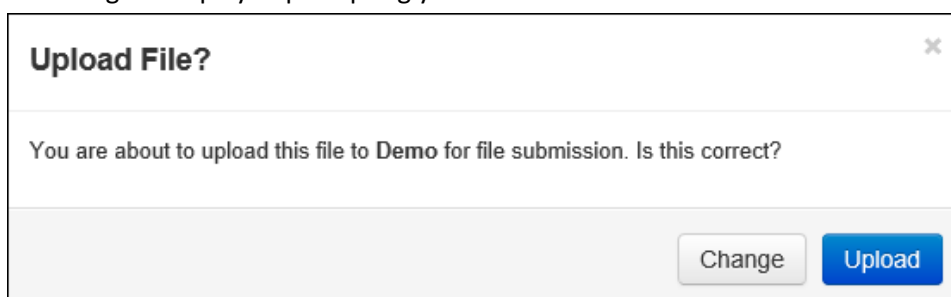 Upload File?
You are about to upload this file to Demo for file submission. Is this correct?
Change
Upload